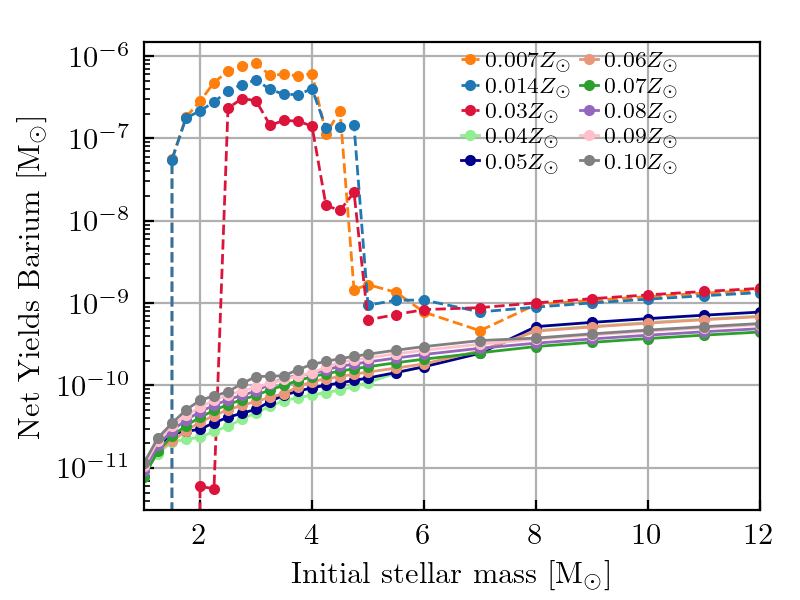 Net Yields Barium [M☉]
10⁻⁶
10⁻⁷
10⁻⁸
10⁻⁹
10⁻¹⁰
10⁻¹¹
0.007Z☉ 0.06Z☉
0.014Z☉ 0.07Z☉
0.03Z☉ 0.08Z☉
0.04Z☉ 0.09Z☉
0.05Z☉ 0.10Z☉
2 4 6 8 10 12
Initial stellar mass [M☉]